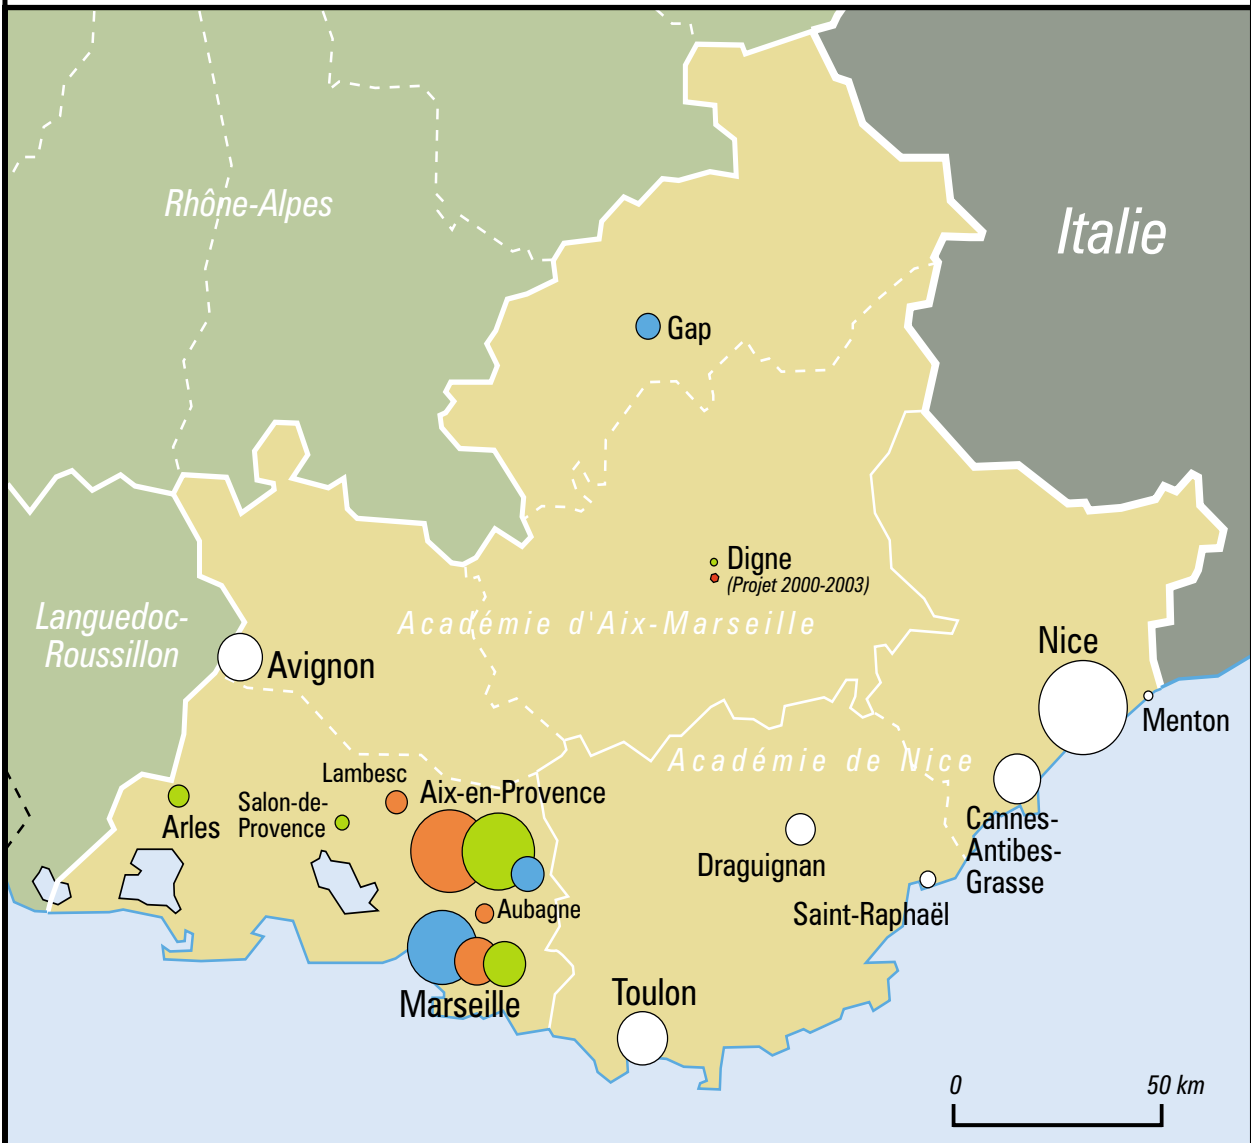 Rhône-Alpes
Italie
Gap
Digne
(Projet 2000-2003)
Languedoc-
Roussillon
Académie d'Aix-Marseille
Nice
Avignon
Menton
Académie de Nice
Lambesc
Aix-en-Provence
Salon-de-
Provence
Arles
Cannes-
Antibes-
Grasse
Draguignan
Aubagne
Saint-Raphaël
Marseille
Toulon
0 50 km